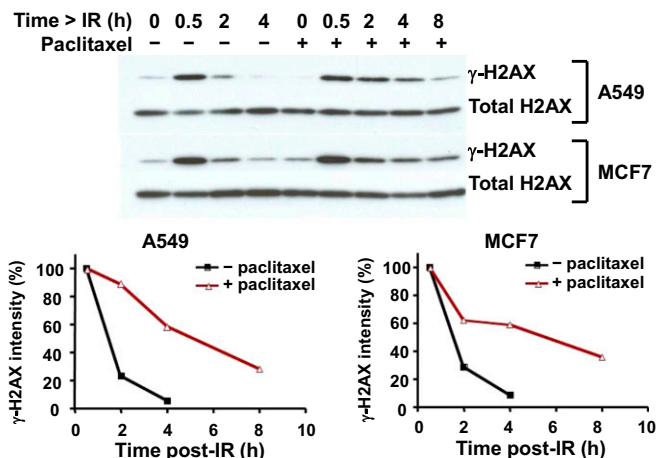 Time > IR (h) 0 0.5 2 4 0 0.5 2 4 8
Paclitaxel – – – – + + + + +
γ-H2AX
Total H2AX
A549
γ-H2AX
Total H2AX
MCF7
A549
γ-H2AX intensity (%)
100
80
60
40
20
0
0 2 4 6 8 10
Time post-IR (h)
– paclitaxel
+ paclitaxel
MCF7
γ-H2AX intensity (%)
100
80
60
40
20
0
0 2 4 6 8 10
Time post-IR (h)
– paclitaxel
+ paclitaxel